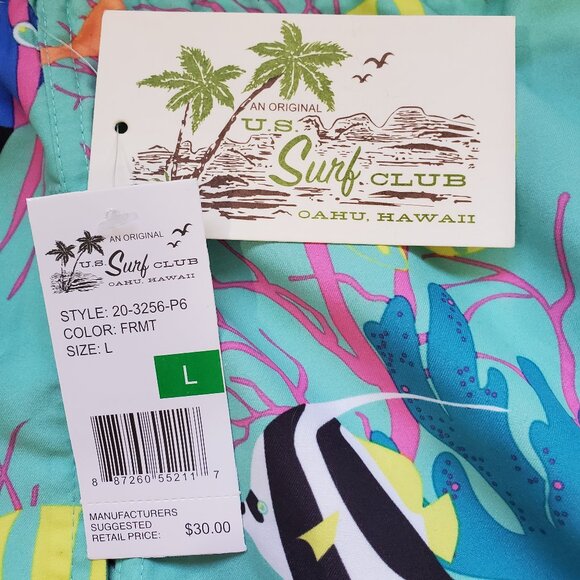 AN ORIGINAL
U.S.
Surf CLUB
OAHU, HAWAII
AN ORIGINAL
U.S. Surf CLUB
OAHU, HAWAII
STYLE: 20-3256-P6
COLOR: FRMT
SIZE: L
L
8 87260 55211 7
MANUFACTURERS
SUGGESTED
RETAIL PRICE: $30.00